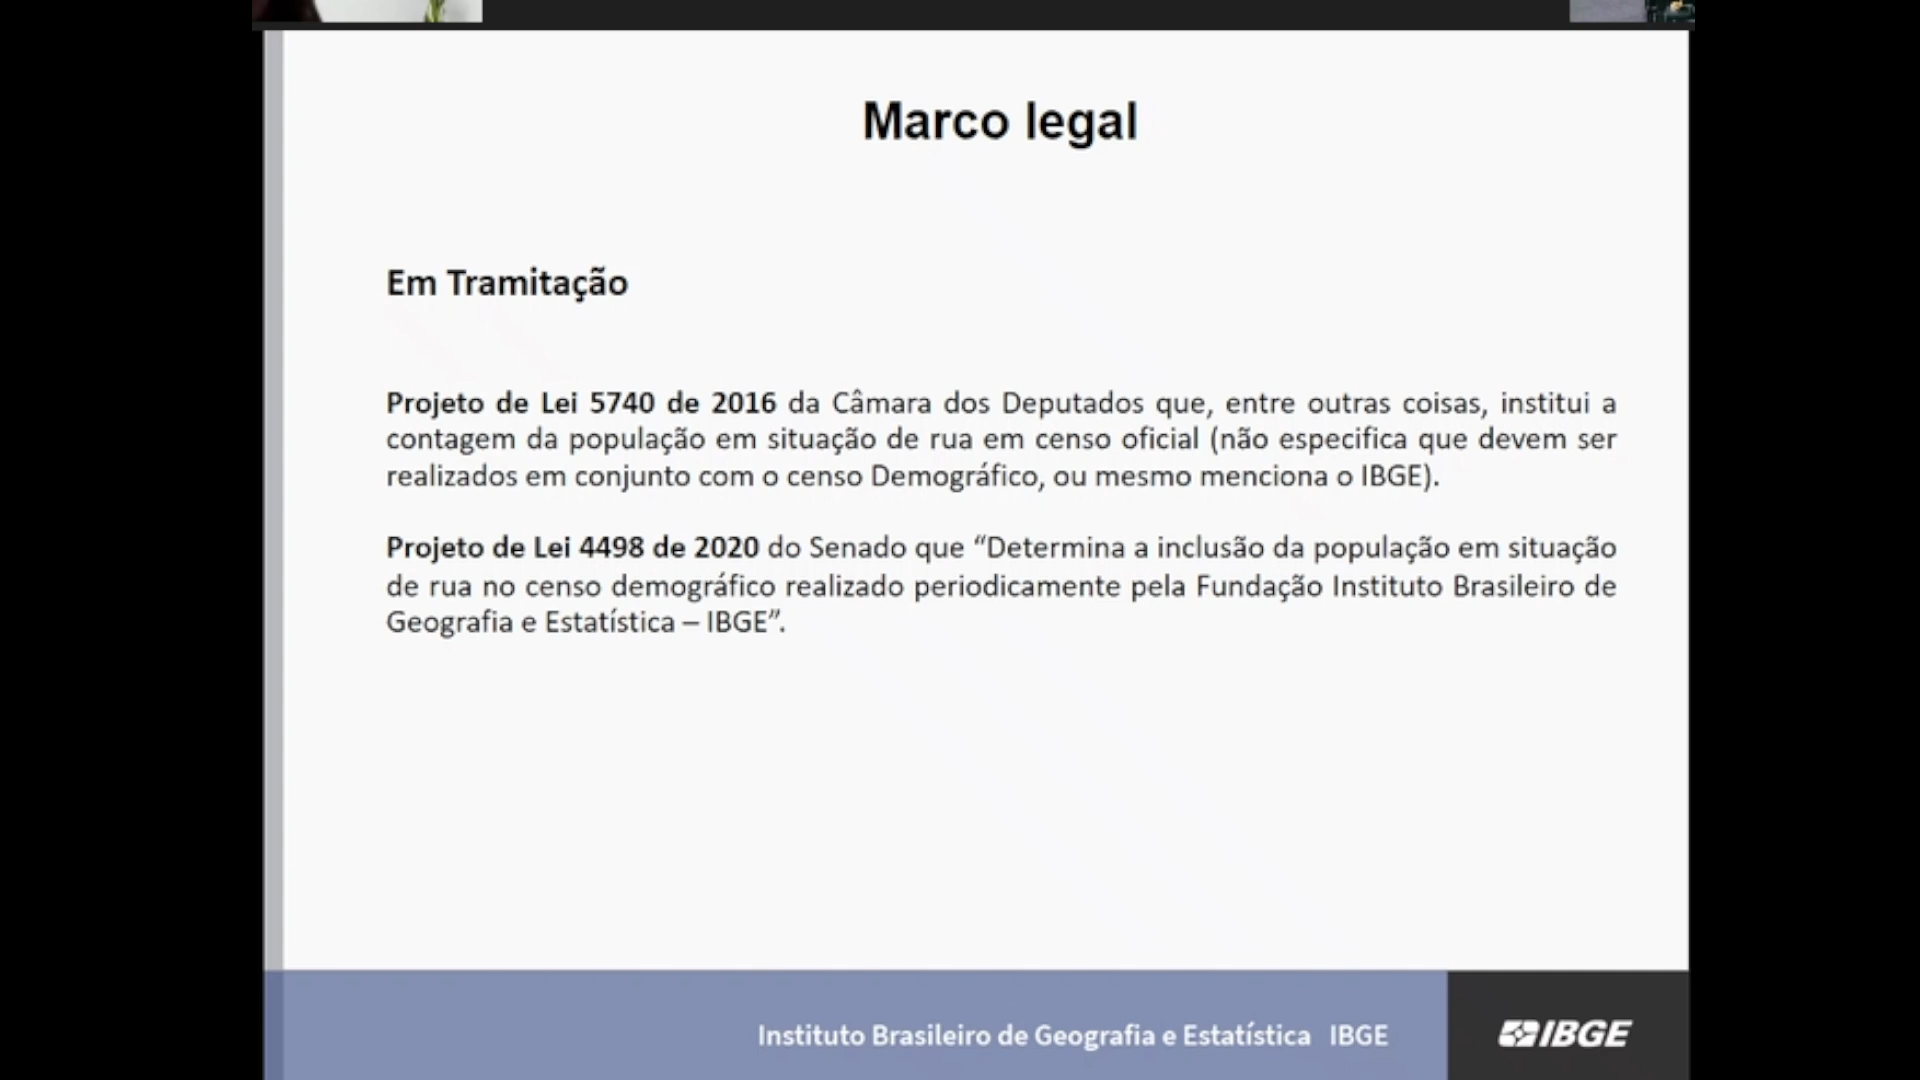 Marco legal
Em Tramitação
Projeto de Lei 5740 de 2016 da Câmara dos Deputados que, entre outras coisas, institui a
contagem da população em situação de rua em censo oficial (não especifica que devem ser
realizados em conjunto com o censo Demográfico, ou mesmo menciona o IBGE).
Projeto de Lei 4498 de 2020 do Senado que “Determina a inclusão da população em situação
de rua no censo demográfico realizado periodicamente pela Fundação Instituto Brasileiro de
Geografia e Estatística – IBGE”.
Instituto Brasileiro de Geografia e Estatística IBGE
IBGE